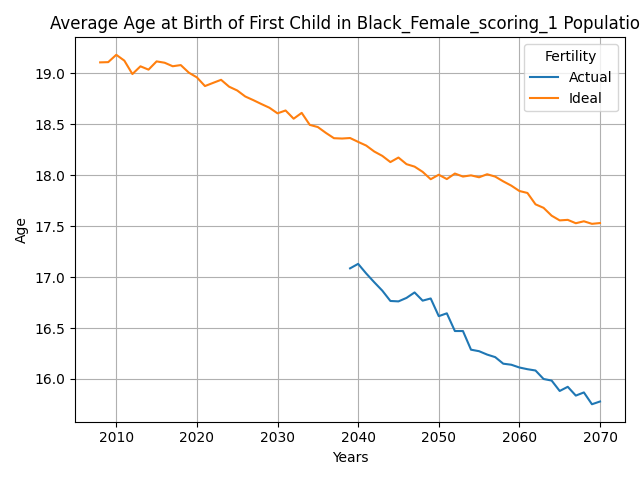 Average Age at Birth of First Child in Black_Female_scoring_1 Populatio
Fertility
Actual
Ideal
19.0
18.5
18.0
17.5
17.0
16.5
16.0
Age
2010 2020 2030 2040 2050 2060 2070
Years